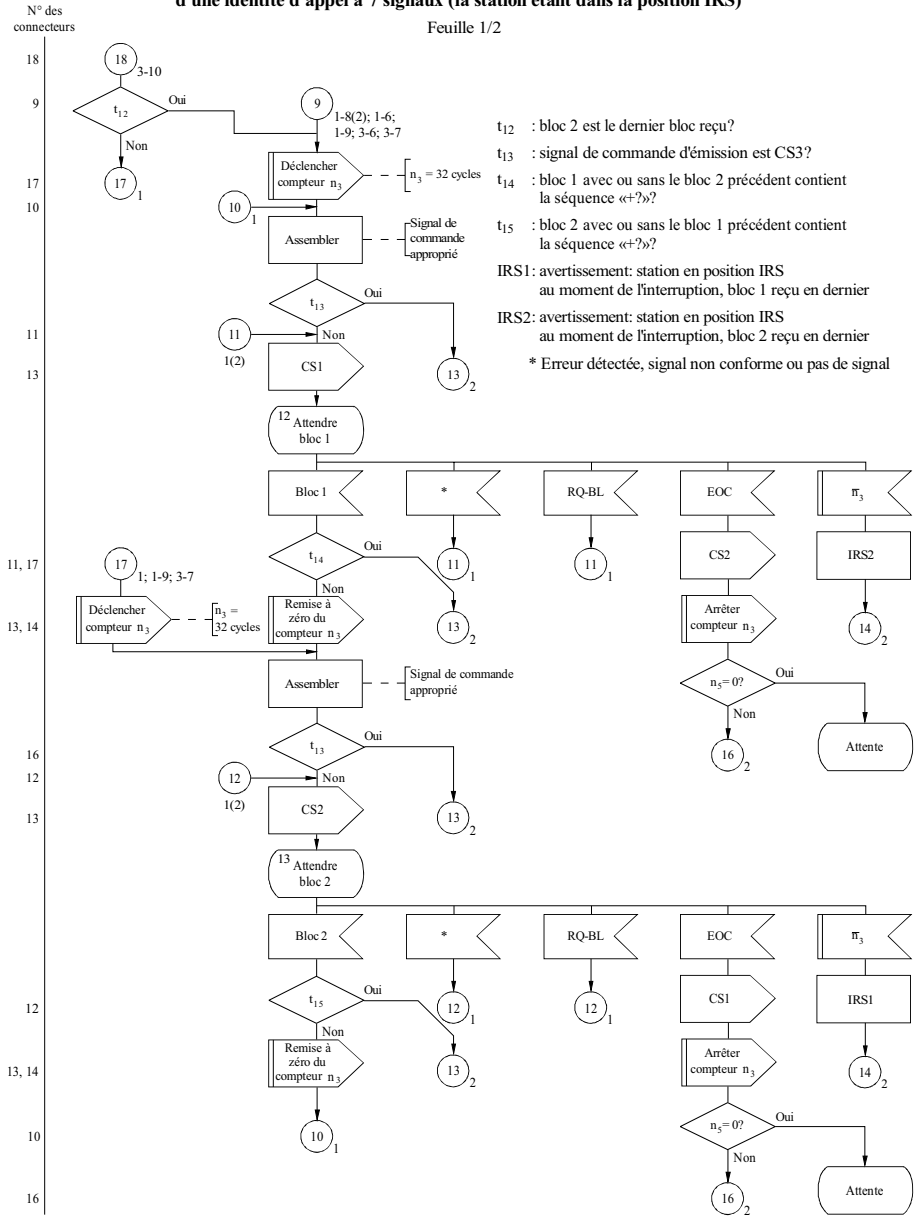 d'une identité d'appel à 7 signaux (la station étant dans la position IRS)
N° des
connecteurs
Feuille 1/2
18
18
3-10
9
t12
Oui
Non
17
1
9
1-8(2); 1-6;
1-9; 3-6; 3-7
t12 : bloc 2 est le dernier bloc reçu?
t13 : signal de commande d'émission est CS3?
t14 : bloc 1 avec ou sans le bloc 2 précédent contient
la séquence «+?»?
t15 : bloc 2 avec ou sans le bloc 1 précédent contient
la séquence «+?»?
IRS1: avertissement: station en position IRS
au moment de l'interruption, bloc 1 reçu en dernier
IRS2: avertissement: station en position IRS
au moment de l'interruption, bloc 2 reçu en dernier
* Erreur détectée, signal non conforme ou pas de signal
17
Déclencher
compteur n3
n3 = 32 cycles
10
10
1
Assembler
Signal de
commande
approprié
t13
Oui
Non
11
11
1(2)
13
CS1
13
2
12 Attendre
bloc 1
Bloc 1
*
RQ-BL
EOC
n̅3
11, 17
17
1; 1-9; 3-7
t14
Oui
Non
11
1
11
1
CS2
IRS2
13, 14
Déclencher
compteur n3
n3 =
32 cycles
Remise à
zéro du
compteur n3
13
2
Arrêter
compteur n3
14
2
Assembler
Signal de commande
approprié
n5= 0?
Oui
Non
16
t13
Oui
Non
16
2
Attente
12
12
1(2)
13
CS2
13
2
13 Attendre
bloc 2
Bloc 2
*
RQ-BL
EOC
n̅3
12
t15
Oui
Non
12
1
12
1
CS1
IRS1
13, 14
Remise à
zéro du
compteur n3
13
2
Arrêter
compteur n3
14
2
10
10
1
n5= 0?
Oui
Non
16
16
2
Attente